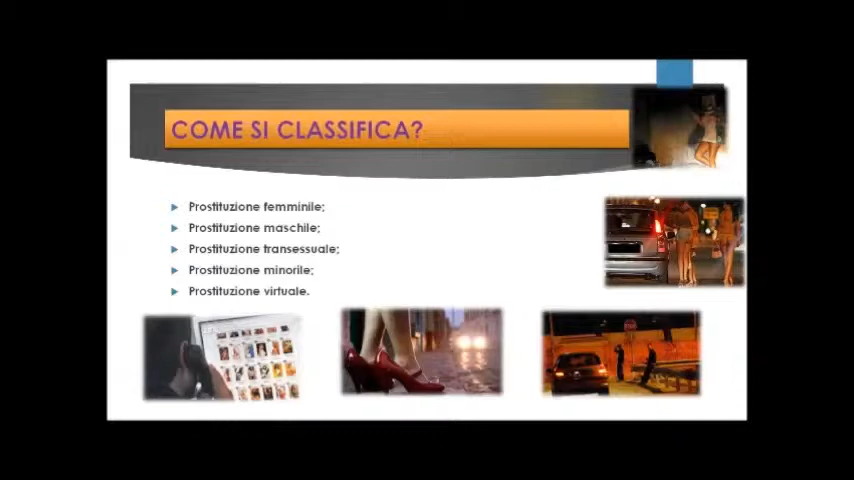 COME SI CLASSIFICA?
Prostituzione femminile;
Prostituzione maschile;
Prostituzione transessuale;
Prostituzione minorile;
Prostituzione virtuale.